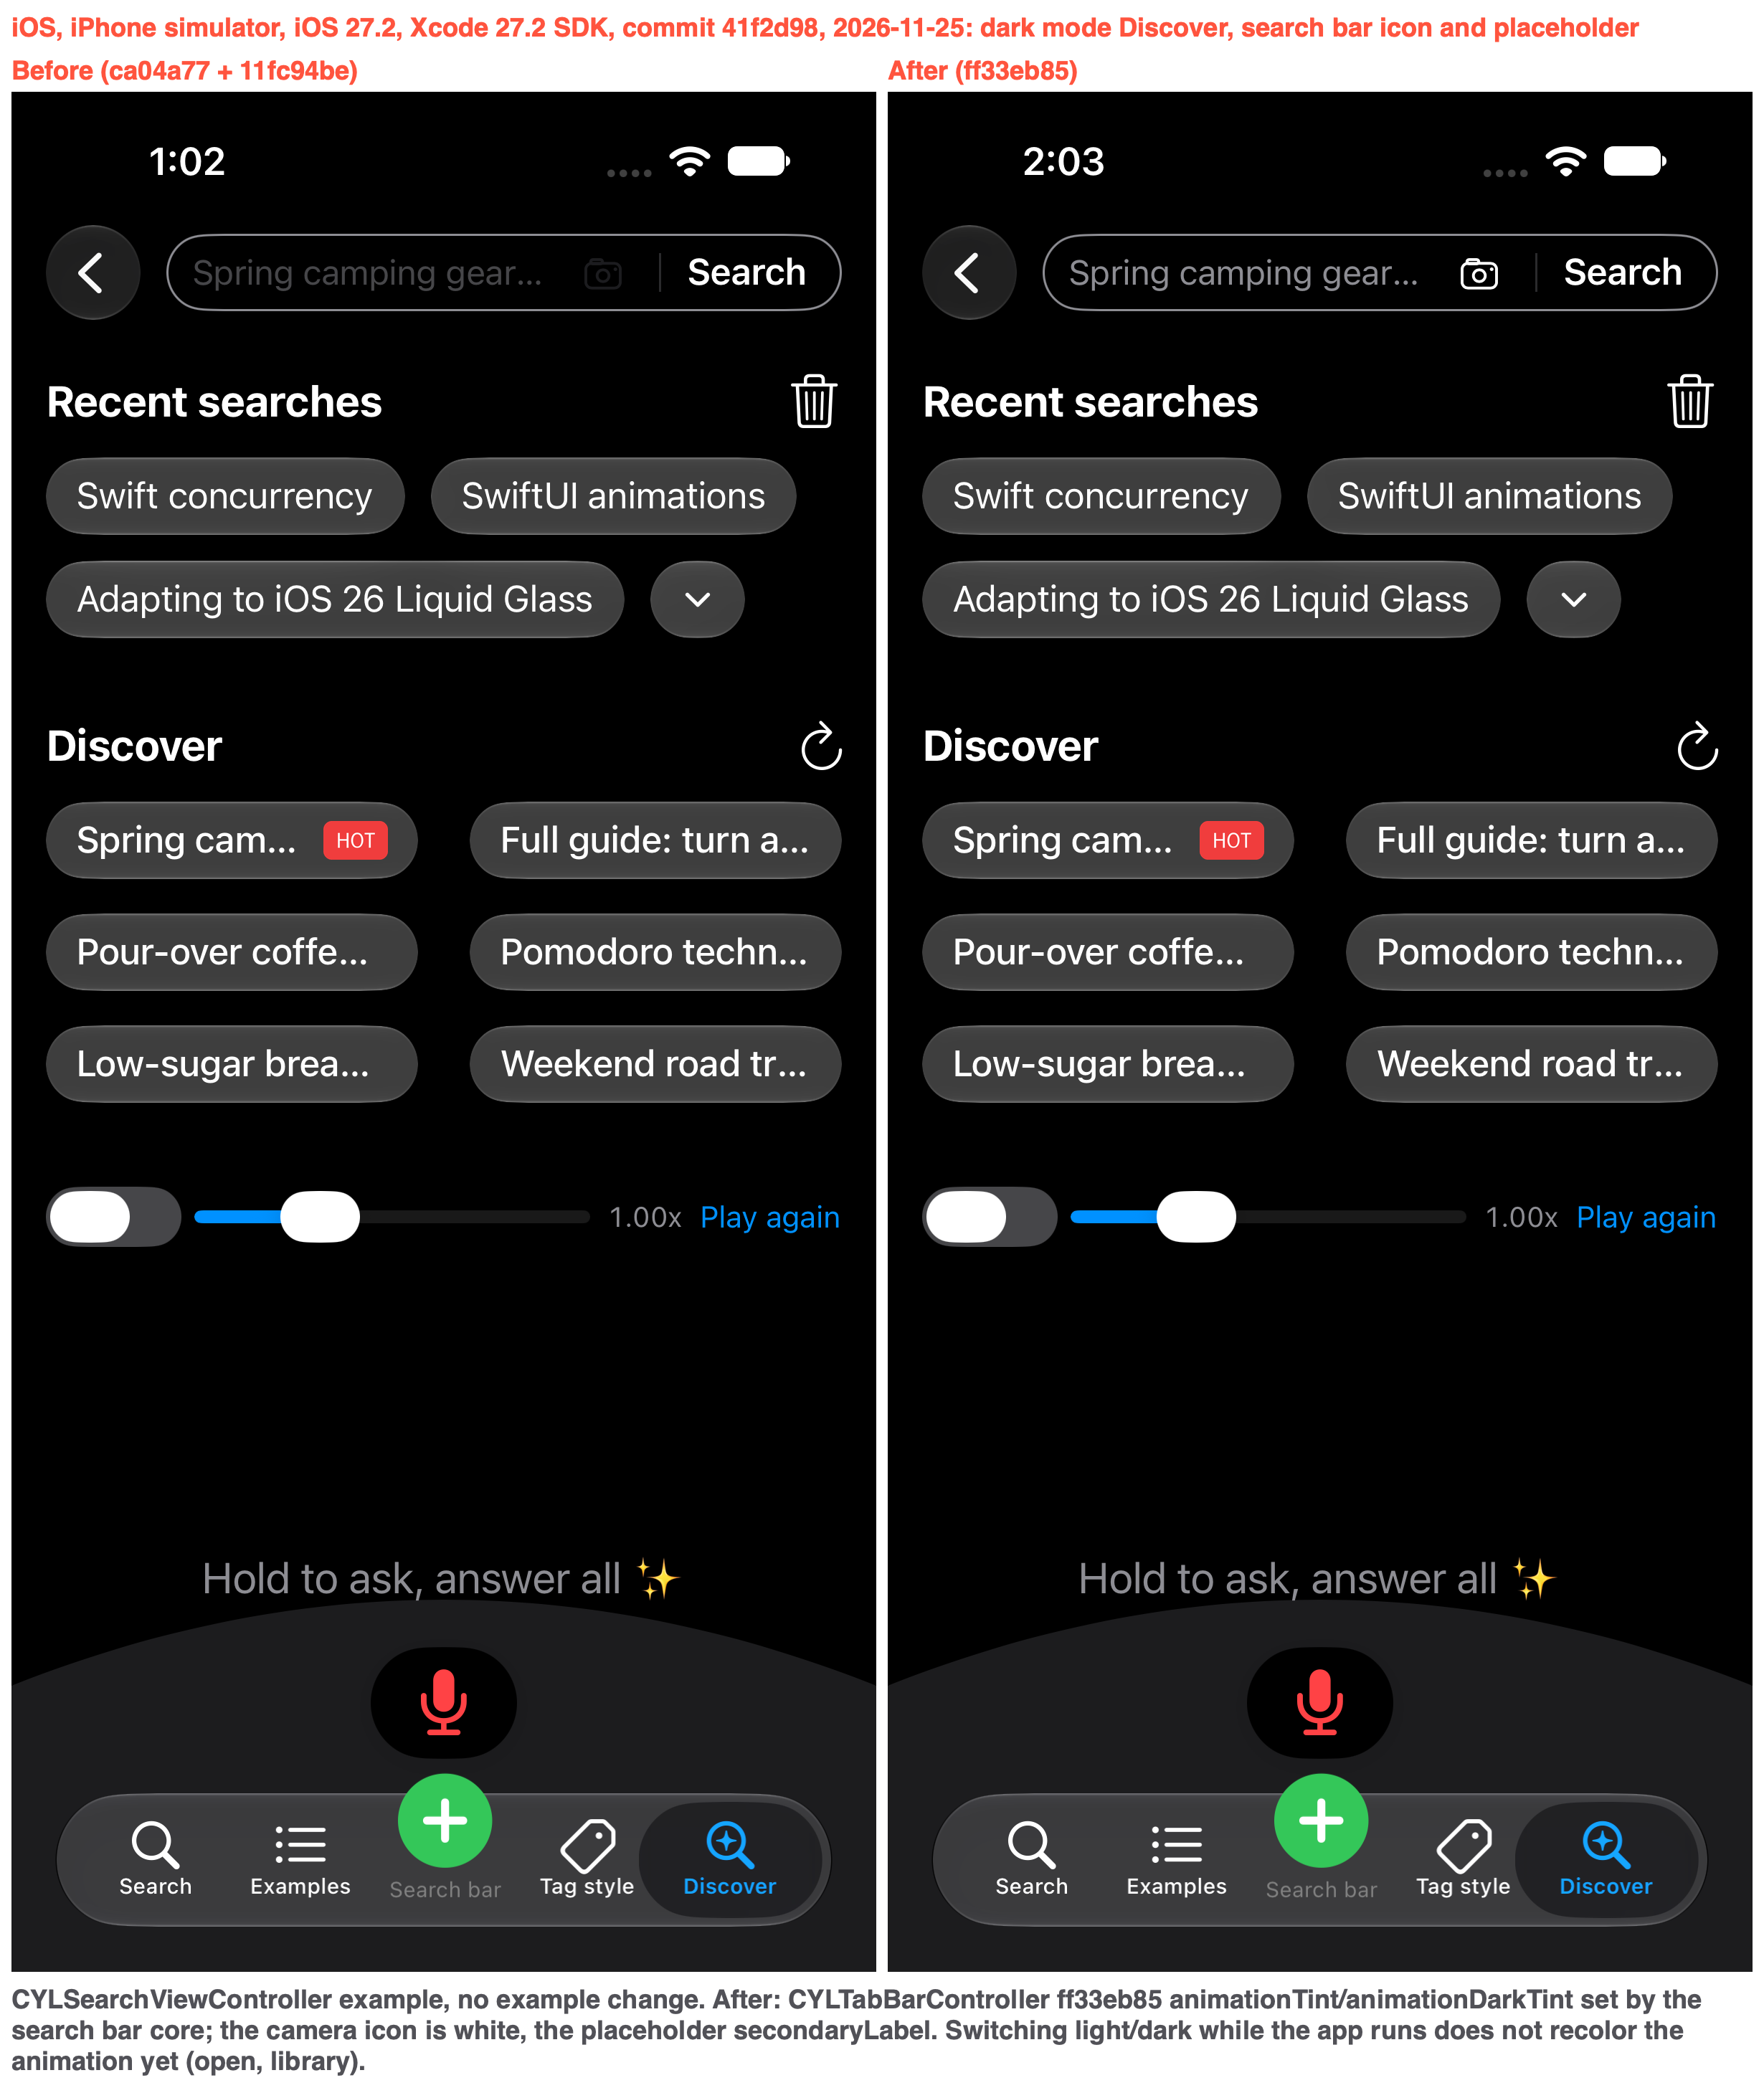 iOS, iPhone simulator, iOS 27.2, Xcode 27.2 SDK, commit 41f2d98, 2026-11-25: dark mode Discover, search bar icon and placeholder
Before (ca04a77 + 11fc94be)
1:02
Spring camping gear...
Search
Recent searches
Swift concurrency
SwiftUI animations
Adapting to iOS 26 Liquid Glass
Discover
Spring cam...
HOT
Full guide: turn a...
Pour-over coffe...
Pomodoro techn...
Low-sugar brea...
Weekend road tr...
1.00x
Play again
Hold to ask, answer all ✨
Search
Examples
Search bar
Tag style
Discover
After (ff33eb85)
2:03
Spring camping gear...
Search
Recent searches
Swift concurrency
SwiftUI animations
Adapting to iOS 26 Liquid Glass
Discover
Spring cam...
HOT
Full guide: turn a...
Pour-over coffe...
Pomodoro techn...
Low-sugar brea...
Weekend road tr...
1.00x
Play again
Hold to ask, answer all ✨
Search
Examples
Search bar
Tag style
Discover
CYLSearchViewController example, no example change. After: CYLTabBarController ff33eb85 animationTint/animationDarkTint set by the
search bar core; the camera icon is white, the placeholder secondaryLabel. Switching light/dark while the app runs does not recolor the
animation yet (open, library).